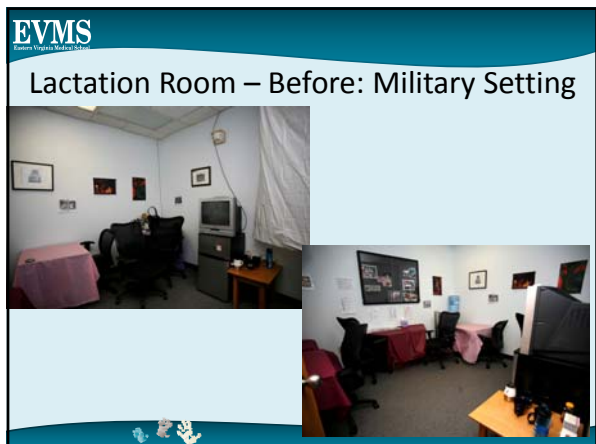 EVMS
Eastern Virginia Medical School
Lactation Room – Before: Military Setting